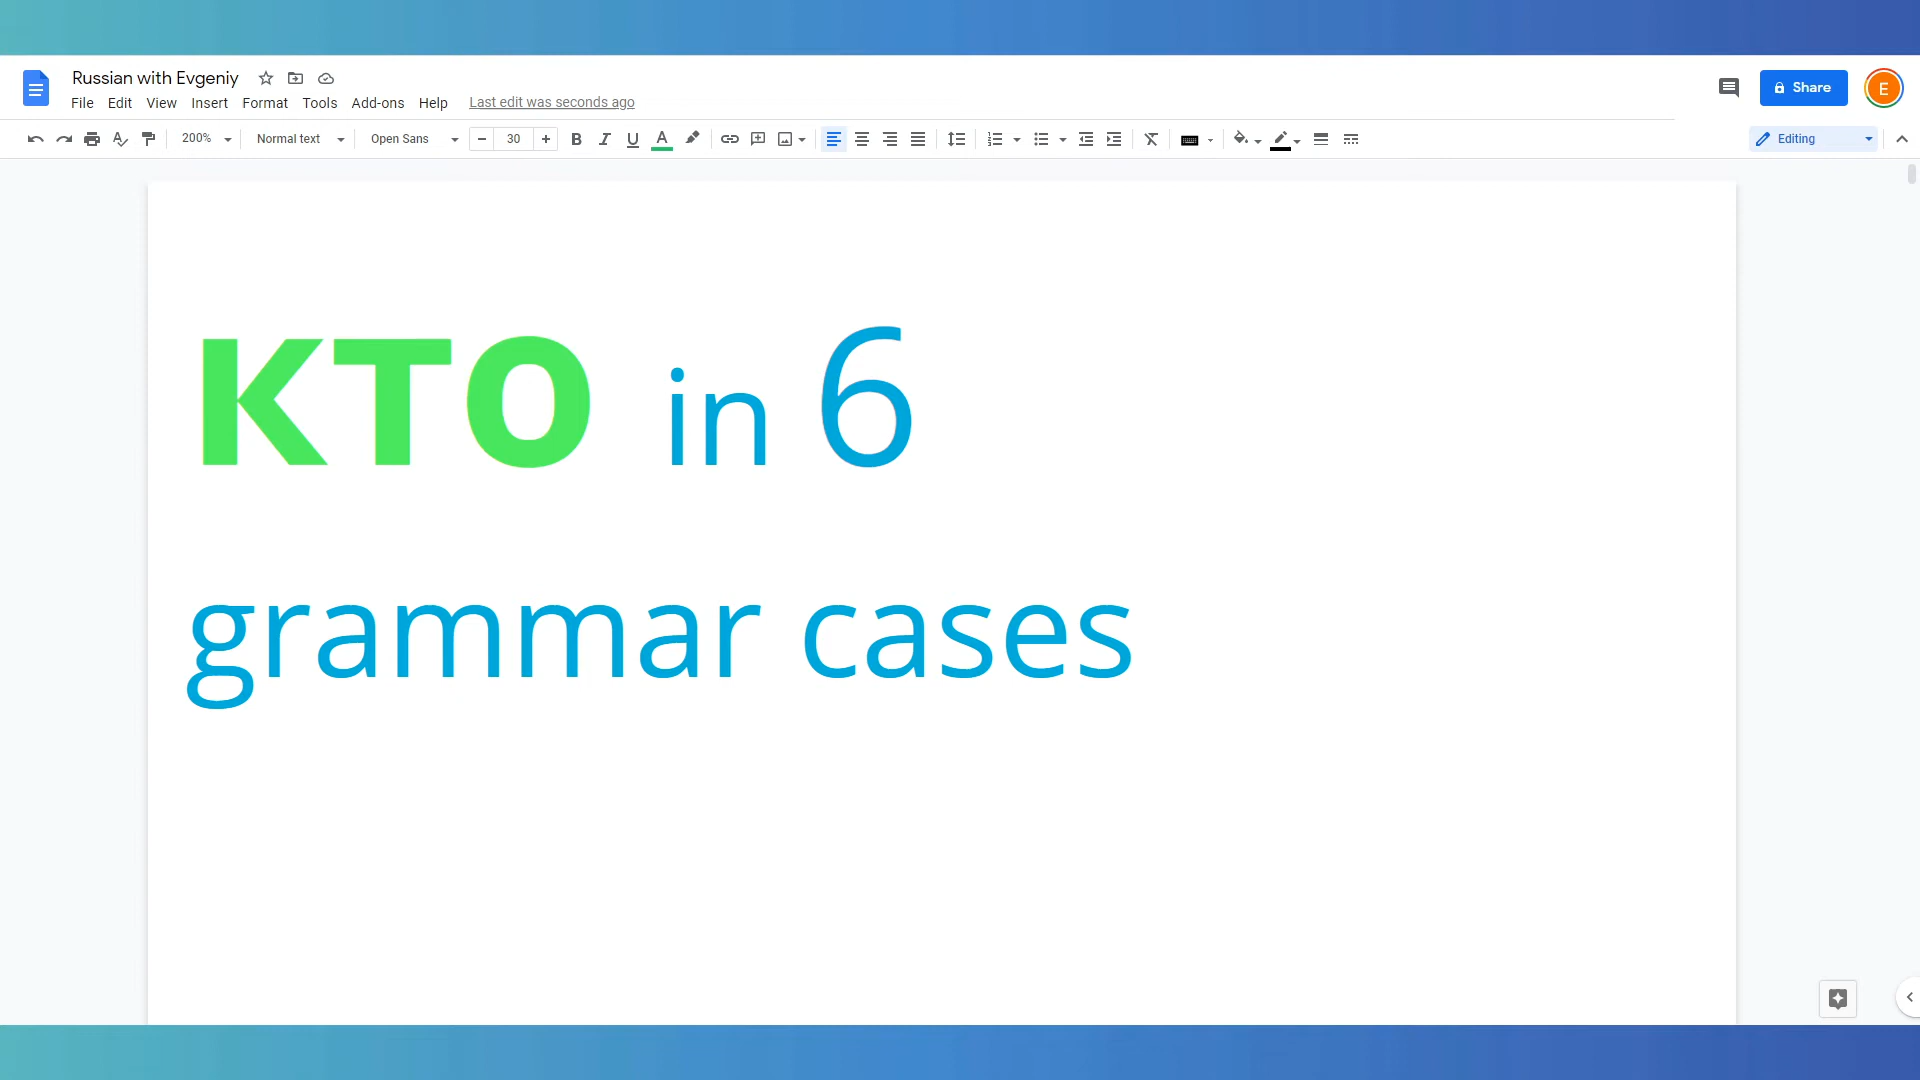 Russian with Evgeniy
File Edit View Insert Format Tools Add-ons Help Last edit was seconds ago
Share
E
200% Normal text Open Sans 30 B I U A Editing
кто in 6
grammar cases